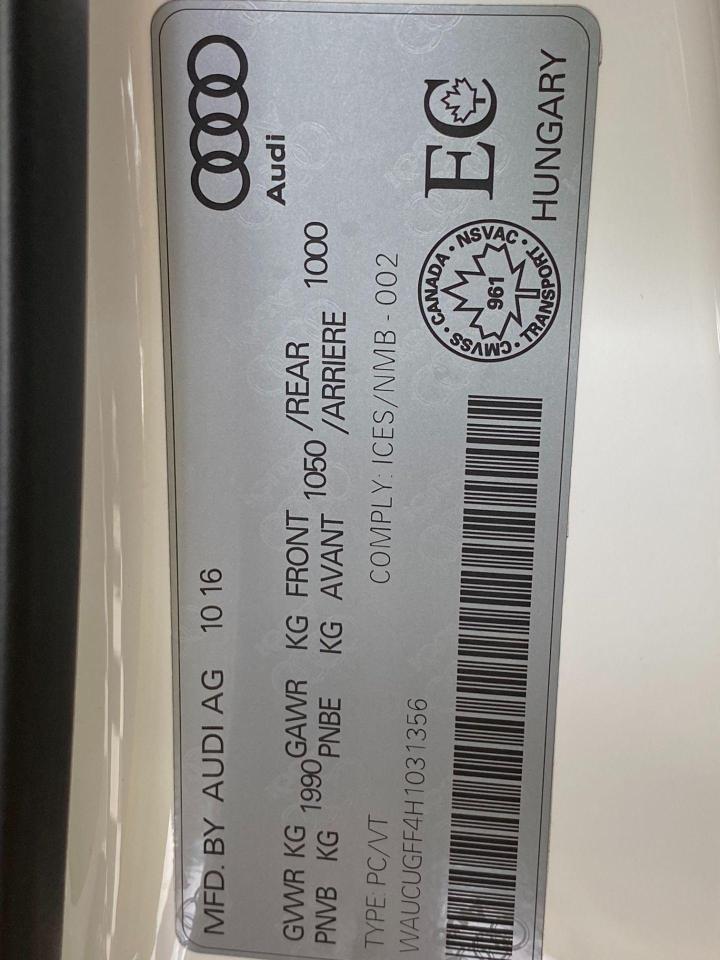 MFD. BY AUDI AG 10 16
Audi
GVWR KG 1990 GAWR KG FRONT 1050 /REAR 1000
PNVB KG PNBE KG AVANT /ARRIERE
TYPE: PC/VT COMPLY: ICES/NMB - 002
WAUCUGFF4H1031356
CMVSS · CANADA · NSVAC · TRANSPORT ·
961
EC
HUNGARY